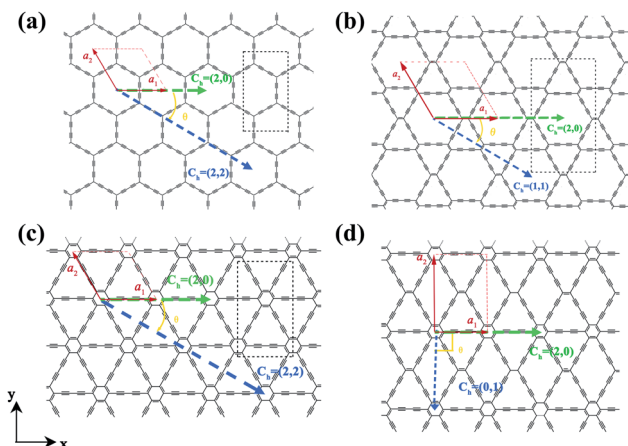 (a)
a₂
a₁
Cₕ=(2,0)
θ
Cₕ=(2,2)
(b)
a₂
a₁
θ
Cₕ=(2,0)
Cₕ=(1,1)
(c)
a₂
Cₕ=(2,0)
a₁
θ
Cₕ=(2,2)
(d)
a₂
a₁
θ
Cₕ=(2,0)
Cₕ=(0,1)
y
x